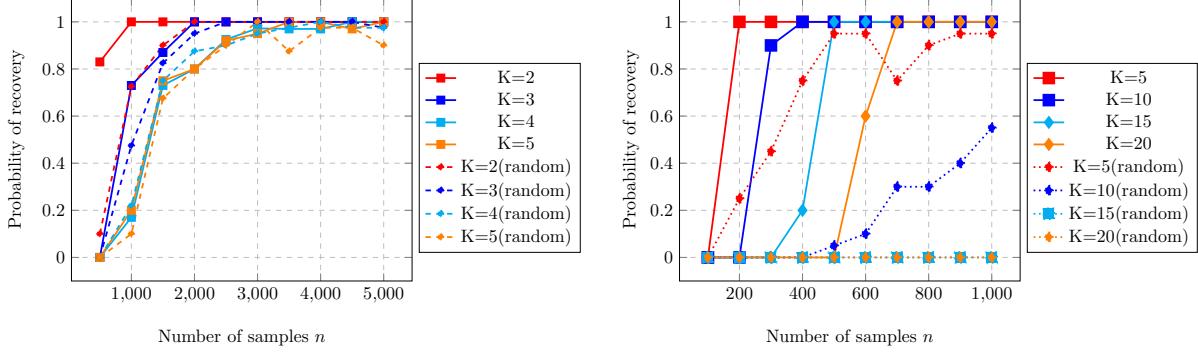 Probability of recovery
1
0.8
0.6
0.4
0.2
0
1,000 2,000 3,000 4,000 5,000
Number of samples n
K=2
K=3
K=4
K=5
K=2(random)
K=3(random)
K=4(random)
K=5(random)
Probability of recovery
1
0.8
0.6
0.4
0.2
0
200 400 600 800 1,000
Number of samples n
K=5
K=10
K=15
K=20
K=5(random)
K=10(random)
K=15(random)
K=20(random)